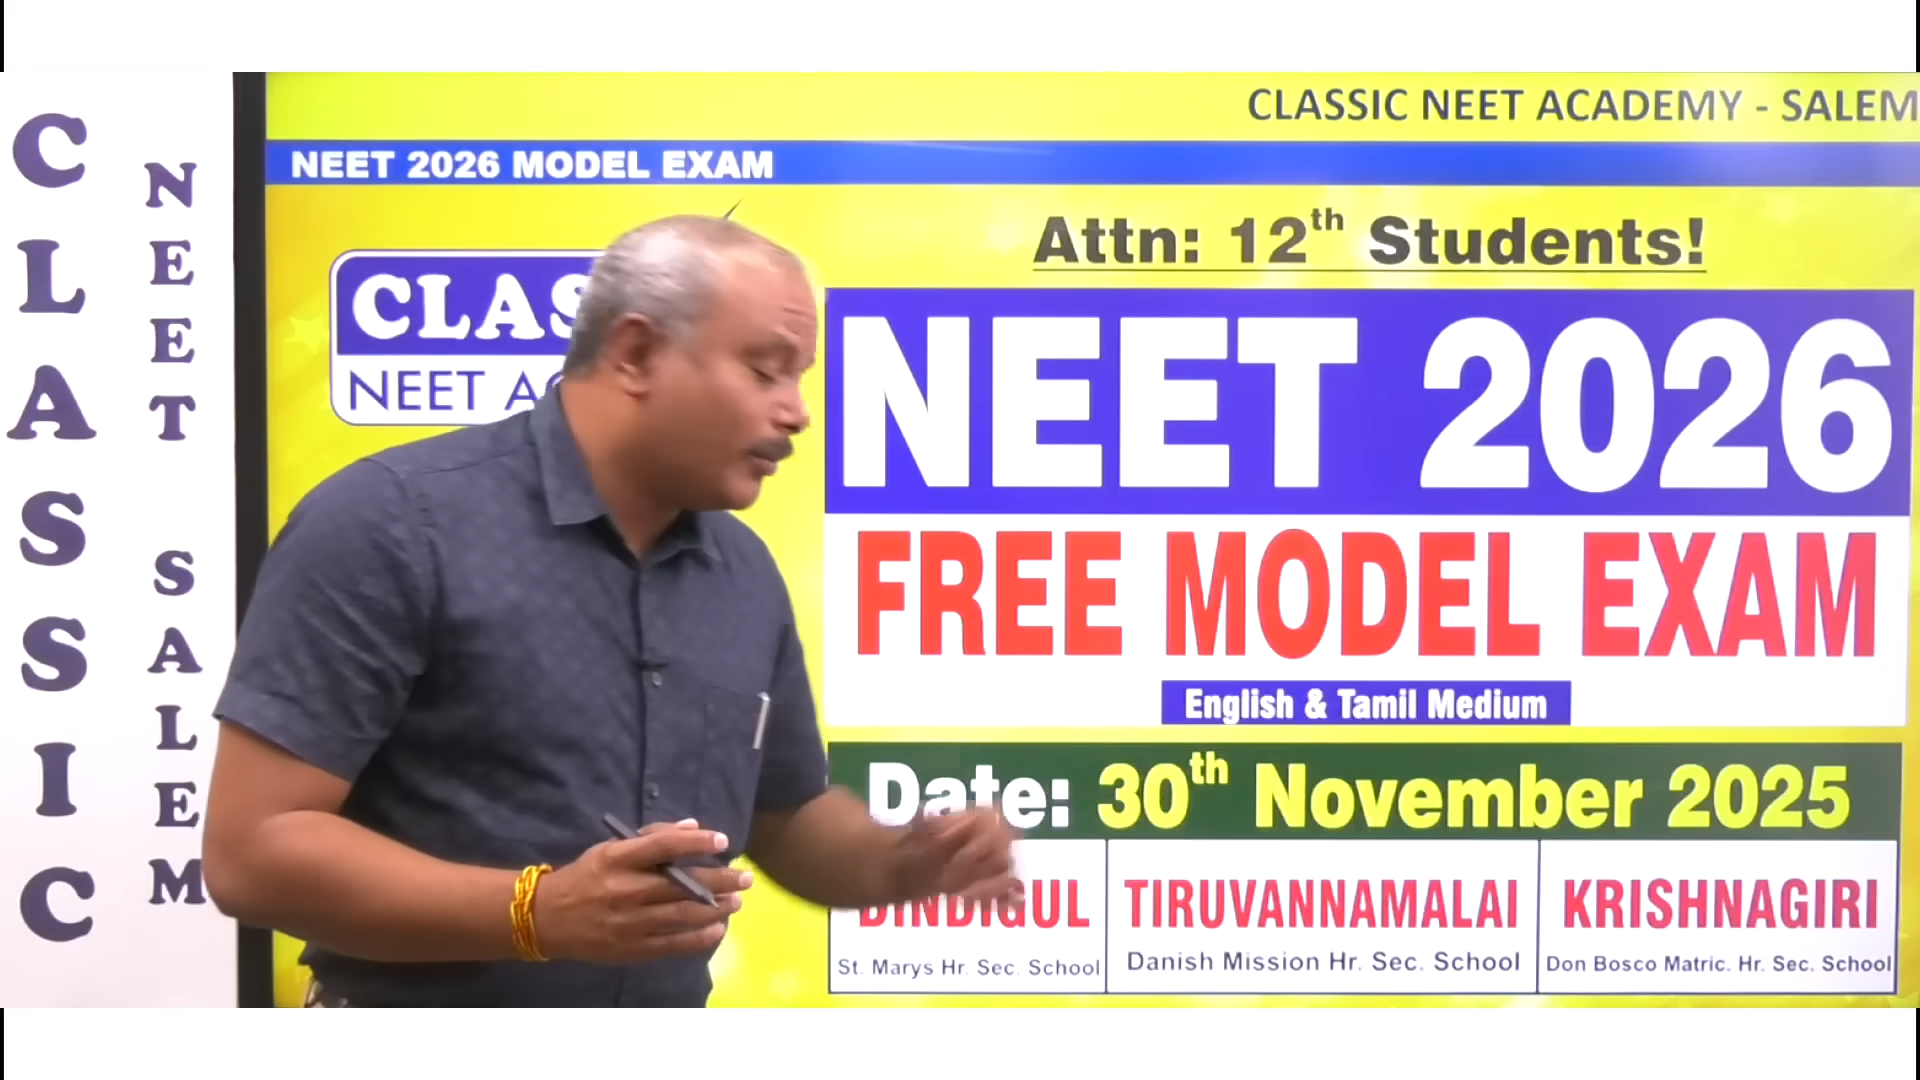 CLASSIC
NEET SALEM
CLASSIC NEET ACADEMY - SALEM
NEET 2026 MODEL EXAM
NEET
Attn: 12th Students!
NEET 2026
FREE MODEL EXAM
English & Tamil Medium
Date: 30th November 2025
DINDIGUL
St. Marys Hr. Sec. School
TIRUVANNAMALAI
Danish Mission Hr. Sec. School
KRISHNAGIRI
Don Bosco Matric. Hr. Sec. School